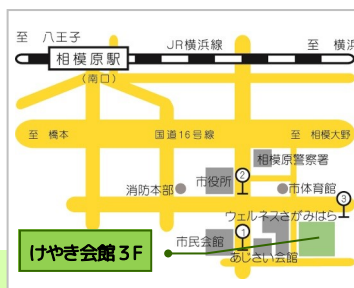 至 八王子
JR横浜線
至 横浜
相模原駅
(南口)
至 橋本
国道16号線
至 相模大野
相模原警察署
市役所
②
消防本部
市体育館
③
ウェルネスさがみはら
市民会館
①
けやき会館3F
あじさい会館